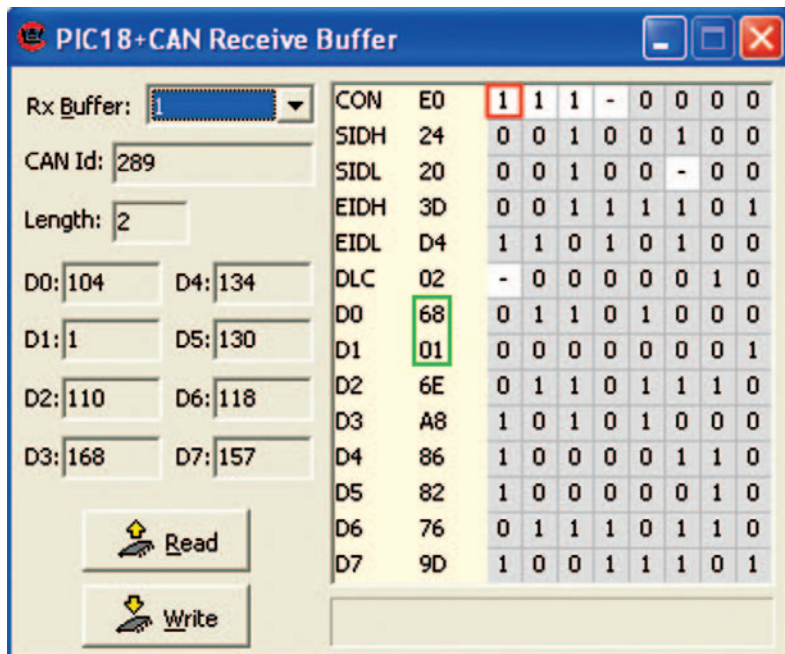 PIC18+CAN Receive Buffer
Rx Buffer: 1
CAN Id: 289
Length: 2
D0: 104 D4: 134
D1: 1 D5: 130
D2: 110 D6: 118
D3: 168 D7: 157
Read
Write
CON E0 1 1 1 - 0 0 0 0
SIDH 24 0 0 1 0 0 1 0 0
SIDL 20 0 0 1 0 0 - 0 0
EIDH 3D 0 0 1 1 1 1 0 1
EIDL D4 1 1 0 1 0 1 0 0
DLC 02 - 0 0 0 0 0 1 0
D0 68 0 1 1 0 1 0 0 0
D1 01 0 0 0 0 0 0 0 1
D2 6E 0 1 1 0 1 1 1 0
D3 A8 1 0 1 0 1 0 0 0
D4 86 1 0 0 0 0 1 1 0
D5 82 1 0 0 0 0 0 1 0
D6 76 0 1 1 1 0 1 1 0
D7 9D 1 0 0 1 1 1 0 1